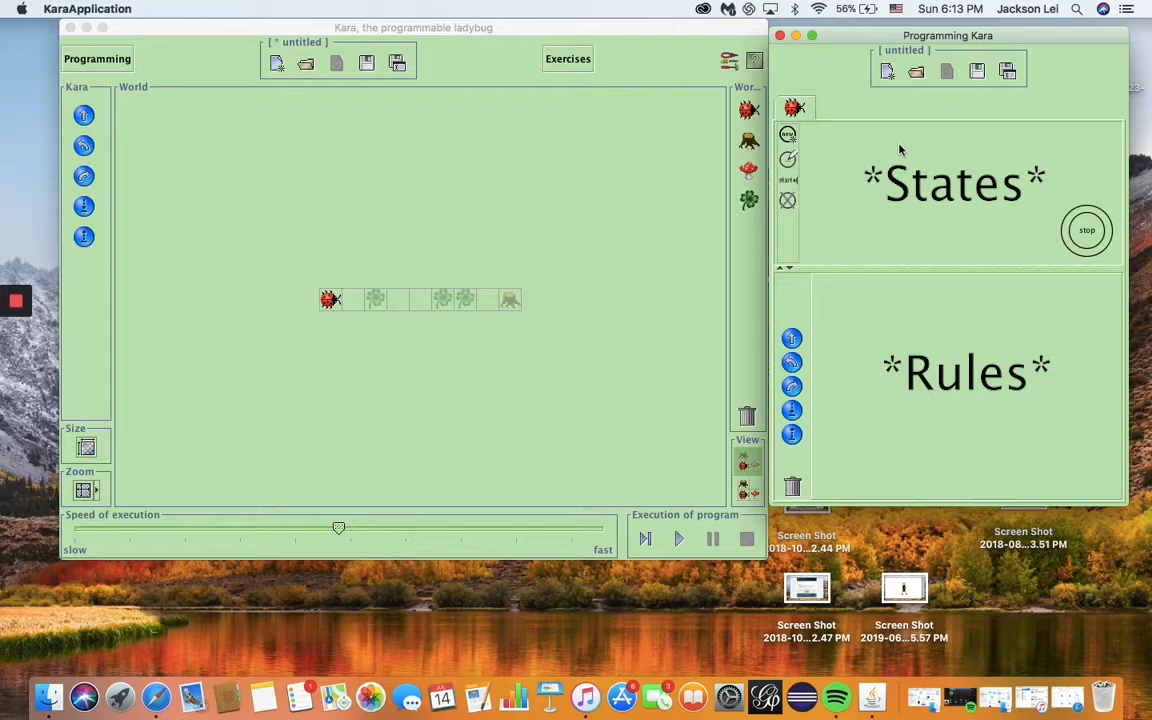 KaraApplication
56%
Sun 6:13 PM
Jackson Lei
Kara, the programmable ladybug
Programming Kara
Programming
[ * untitled ]
Exercises
[ untitled ]
Kara
World
Wor...
new
start
*States*
stop
*Rules*
Size
View
Zoom
Speed of execution
Execution of program
slow
fast
Screen Shot
2018-10...2.44 PM
Screen Shot
2018-08...3.51 PM
Screen Shot
2018-10...2.47 PM
Screen Shot
2019-06...5.57 PM
14